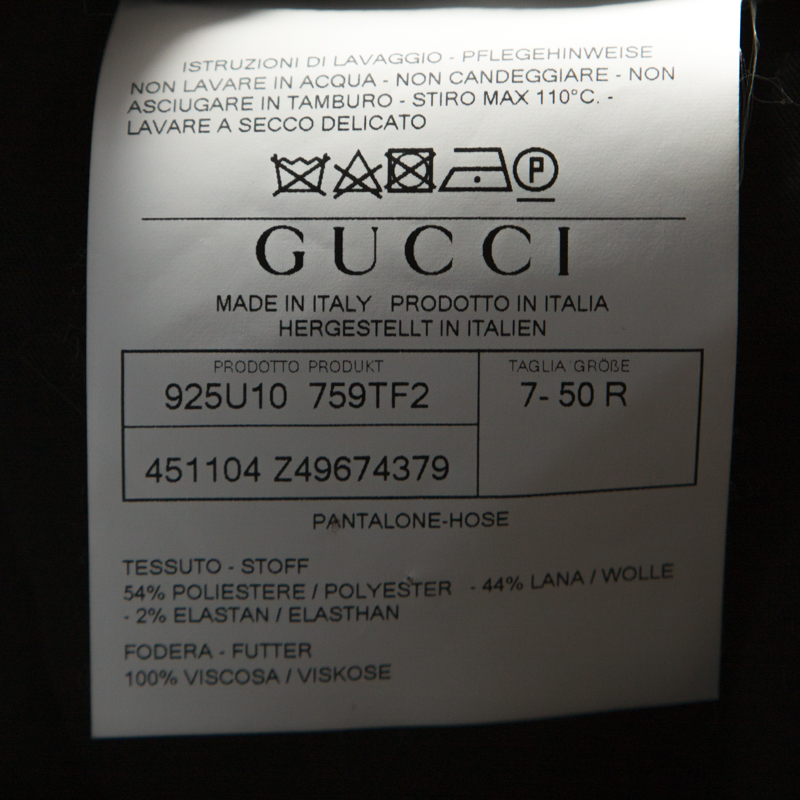 ISTRUZIONI DI LAVAGGIO - PFLEGEHINWEISE
NON LAVARE IN ACQUA - NON CANDEGGIARE - NON
ASCIUGARE IN TAMBURO - STIRO MAX 110°C. -
LAVARE A SECCO DELICATO
P
GUCCI
MADE IN ITALY PRODOTTO IN ITALIA
HERGESTELLT IN ITALIEN
PRODOTTO PRODUKT
925U10 759TF2
TAGLIA GRÖßE
7- 50 R
451104 Z49674379
PANTALONE-HOSE
TESSUTO - STOFF
54% POLIESTERE / POLYESTER - 44% LANA / WOLLE
- 2% ELASTAN / ELASTHAN
FODERA - FUTTER
100% VISCOSA / VISKOSE